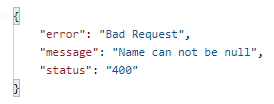 {
"error": "Bad Request",
"message": "Name can not be null",
"status": "400"
}